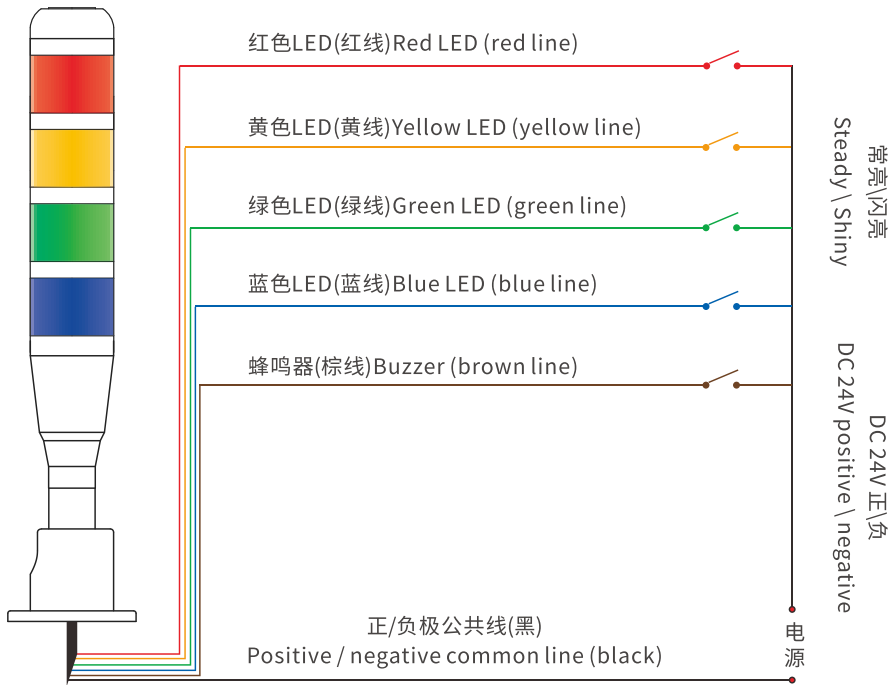 红色LED(红线)Red LED (red line)
黄色LED(黄线)Yellow LED (yellow line)
绿色LED(绿线)Green LED (green line)
蓝色LED(蓝线)Blue LED (blue line)
蜂鸣器(棕线)Buzzer (brown line)
正/负极公共线(黑)
Positive / negative common line (black)
电
源
常亮\闪亮
Steady \ Shiny
DC 24V 正\负
DC 24V positive \ negative